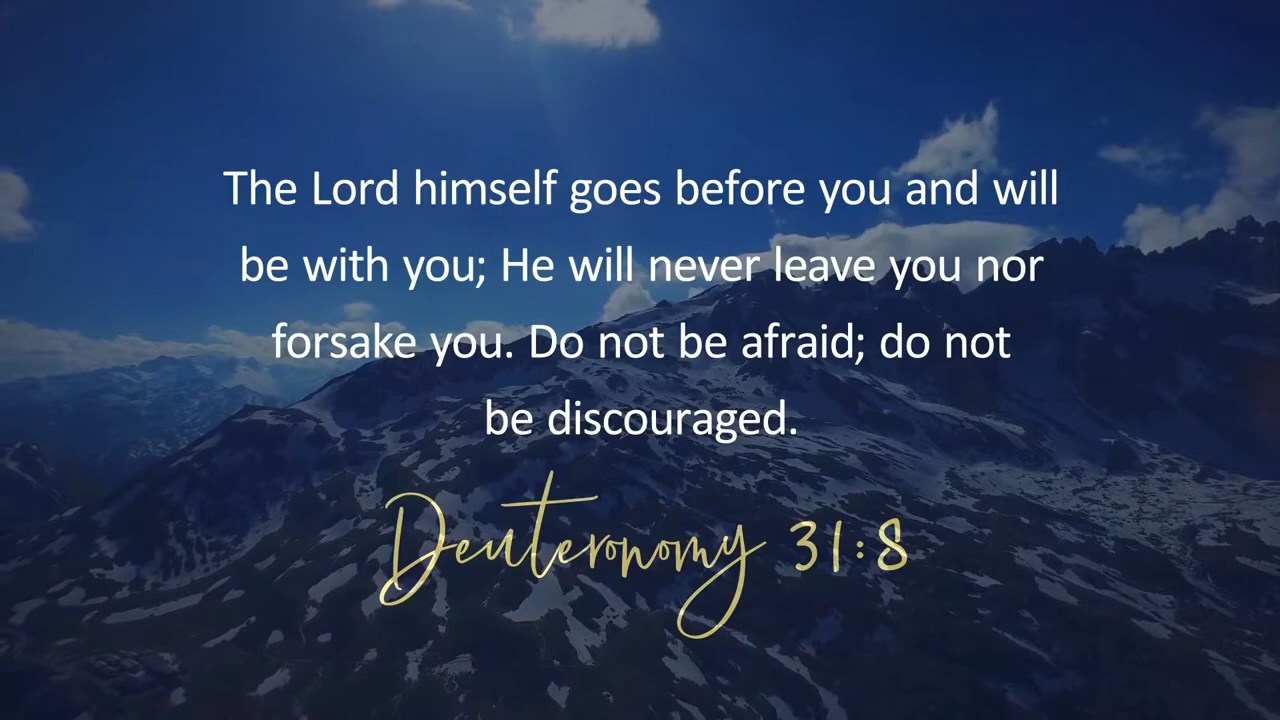 The Lord himself goes before you and will
be with you; He will never leave you nor
forsake you. Do not be afraid; do not
be discouraged.
Deuteronomy 31:8